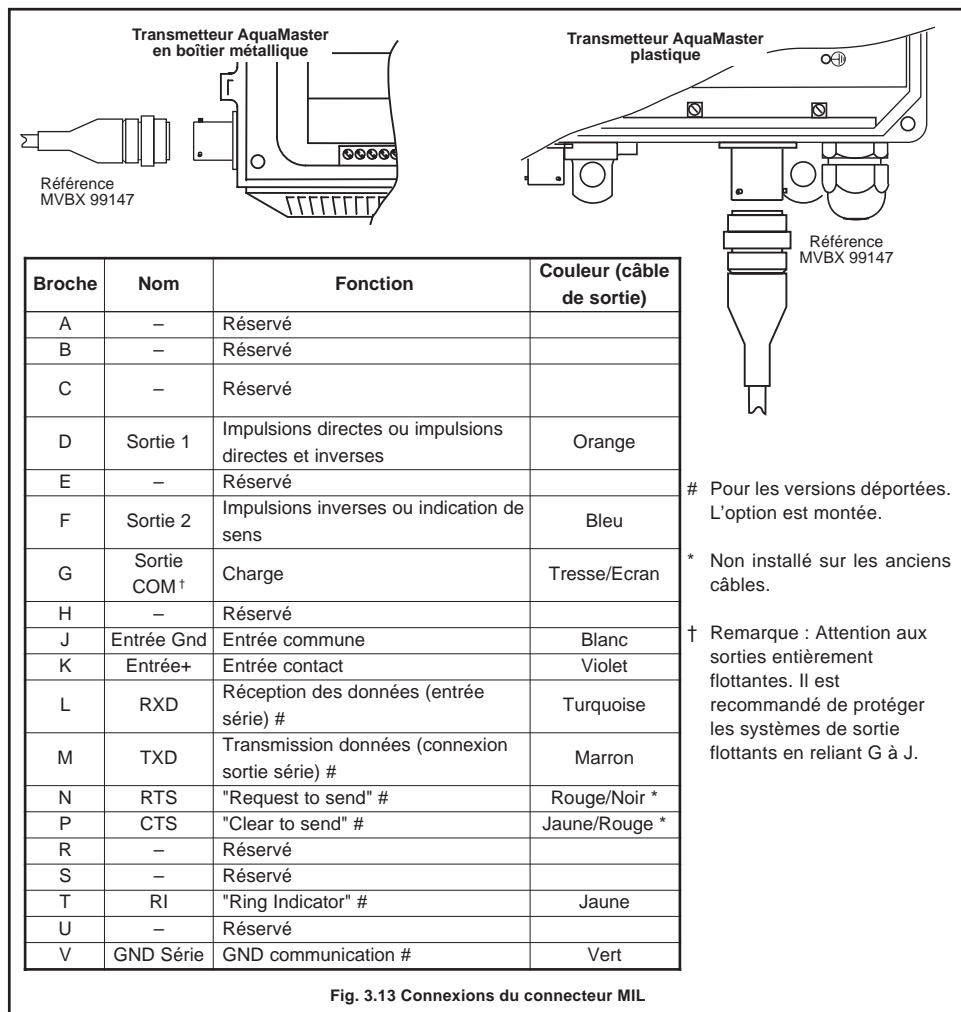 Transmetteur AquaMaster
en boîtier métallique
Transmetteur AquaMaster
plastique
Référence
MVBX 99147
Référence
MVBX 99147
Broche Nom Fonction Couleur (câble de sortie)
A – Réservé
B – Réservé
C – Réservé
D Sortie 1 Impulsions directes ou impulsions directes et inverses Orange
E – Réservé
F Sortie 2 Impulsions inverses ou indication de sens Bleu
G Sortie COM † Charge Tresse/Ecran
H – Réservé
J Entrée Gnd Entrée commune Blanc
K Entrée+ Entrée contact Violet
L RXD Réception des données (entrée série) # Turquoise
M TXD Transmission données (connexion sortie série) # Marron
N RTS "Request to send" # Rouge/Noir *
P CTS "Clear to send" # Jaune/Rouge *
R – Réservé
S – Réservé
T RI "Ring Indicator" # Jaune
U – Réservé
V GND Série GND communication # Vert
# Pour les versions déportées.
L'option est montée.
* Non installé sur les anciens
câbles.
† Remarque : Attention aux
sorties entièrement
flottantes. Il est
recommandé de protéger
les systèmes de sortie
flottants en reliant G à J.
Fig. 3.13 Connexions du connecteur MIL